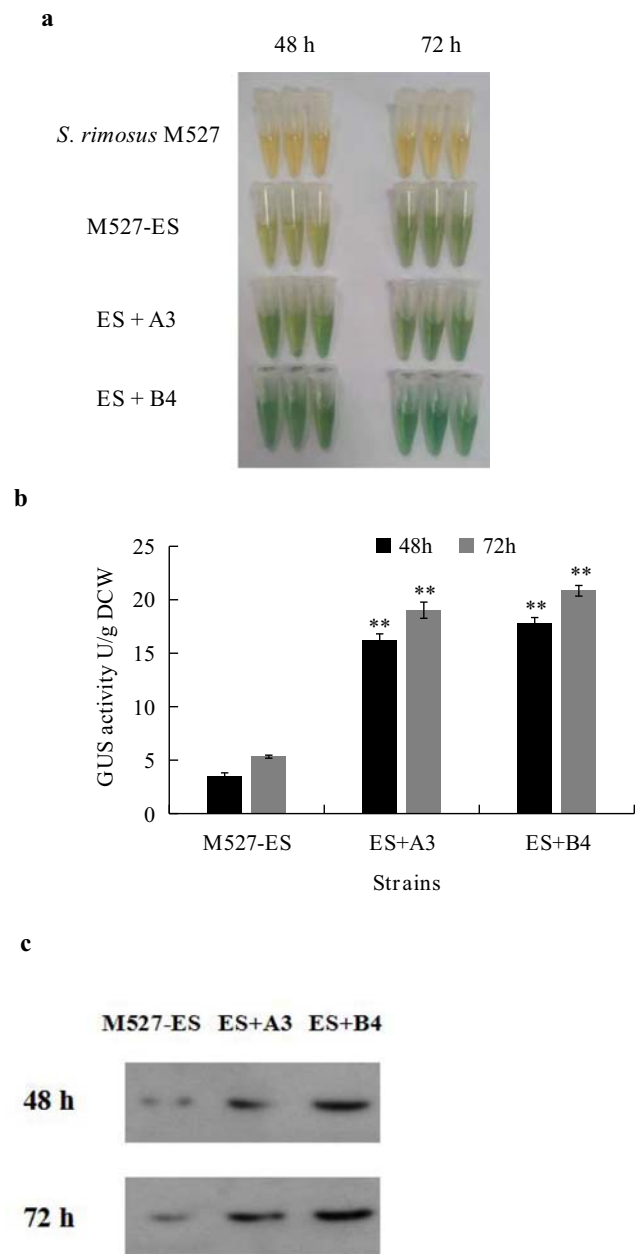 a
48 h 72 h
S. rimosus M527
M527-ES
ES + A3
ES + B4
b
48h 72h
GUS activity U/g DCW
25
20
15
10
5
0
** ** ** **
M527-ES ES+A3 ES+B4
Strains
c
M527-ES ES+A3 ES+B4
48 h
72 h